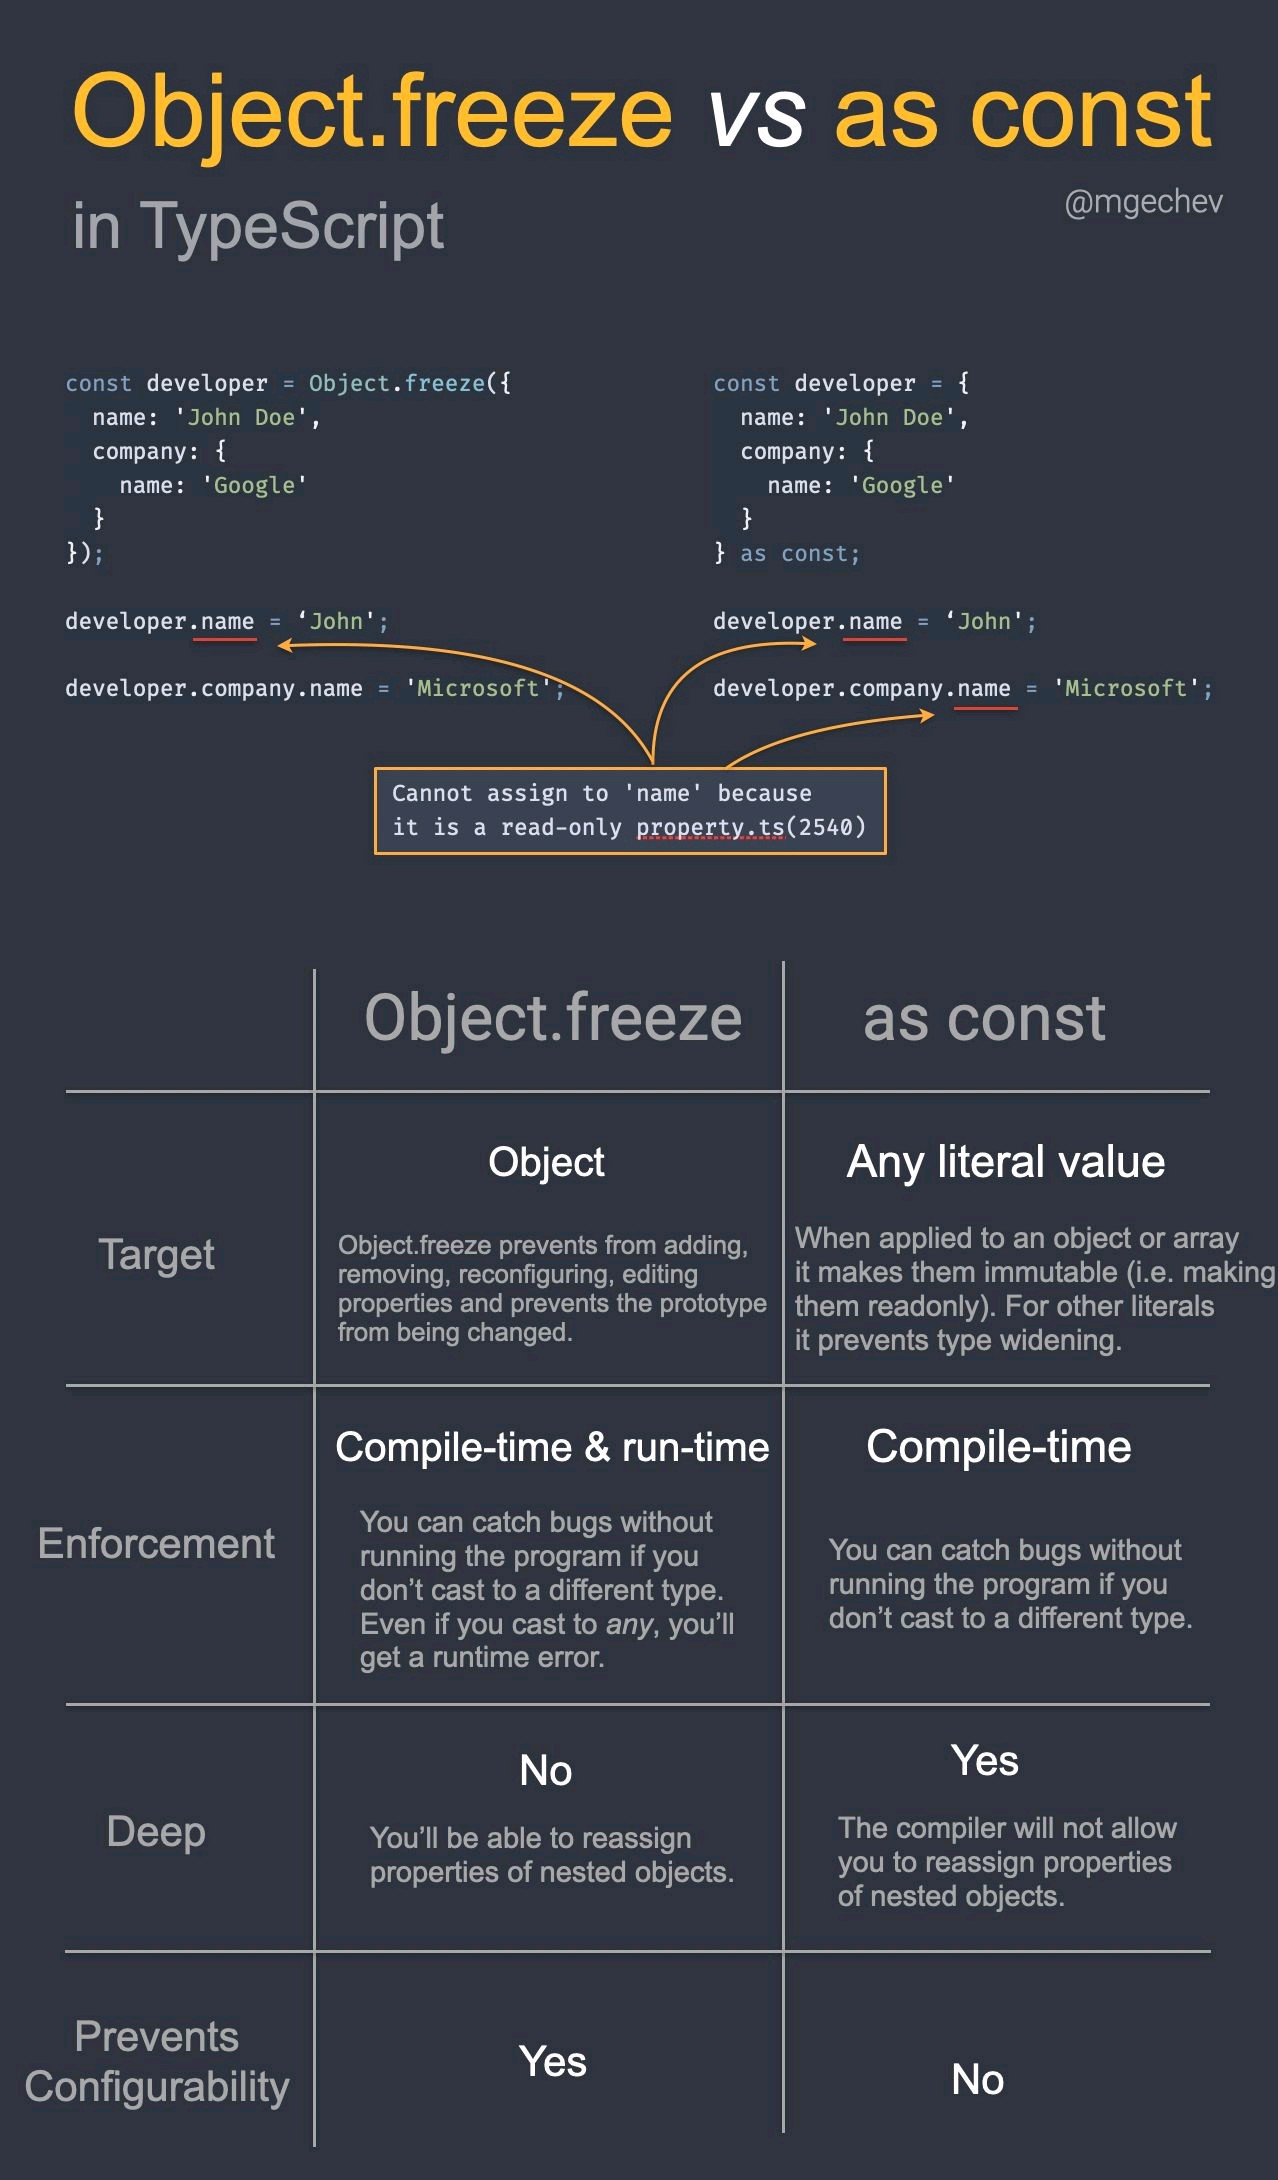 Object.freeze vs as const
in TypeScript
@mgechev
const developer = Object.freeze({
  name: 'John Doe',
  company: {
    name: 'Google'
  }
});
developer.name = ‘John';
developer.company.name = 'Microsoft';
const developer = {
  name: 'John Doe',
  company: {
    name: 'Google'
  }
} as const;
developer.name = ‘John';
developer.company.name = 'Microsoft';
Cannot assign to 'name' because
it is a read-only property.ts(2540)
Object.freeze
as const
Target
Object
Object.freeze prevents from adding,
removing, reconfiguring, editing
properties and prevents the prototype
from being changed.
Any literal value
When applied to an object or array
it makes them immutable (i.e. making
them readonly). For other literals
it prevents type widening.
Enforcement
Compile-time & run-time
You can catch bugs without
running the program if you
don’t cast to a different type.
Even if you cast to any, you’ll
get a runtime error.
Compile-time
You can catch bugs without
running the program if you
don’t cast to a different type.
Deep
No
You’ll be able to reassign
properties of nested objects.
Yes
The compiler will not allow
you to reassign properties
of nested objects.
Prevents
Configurability
Yes
No